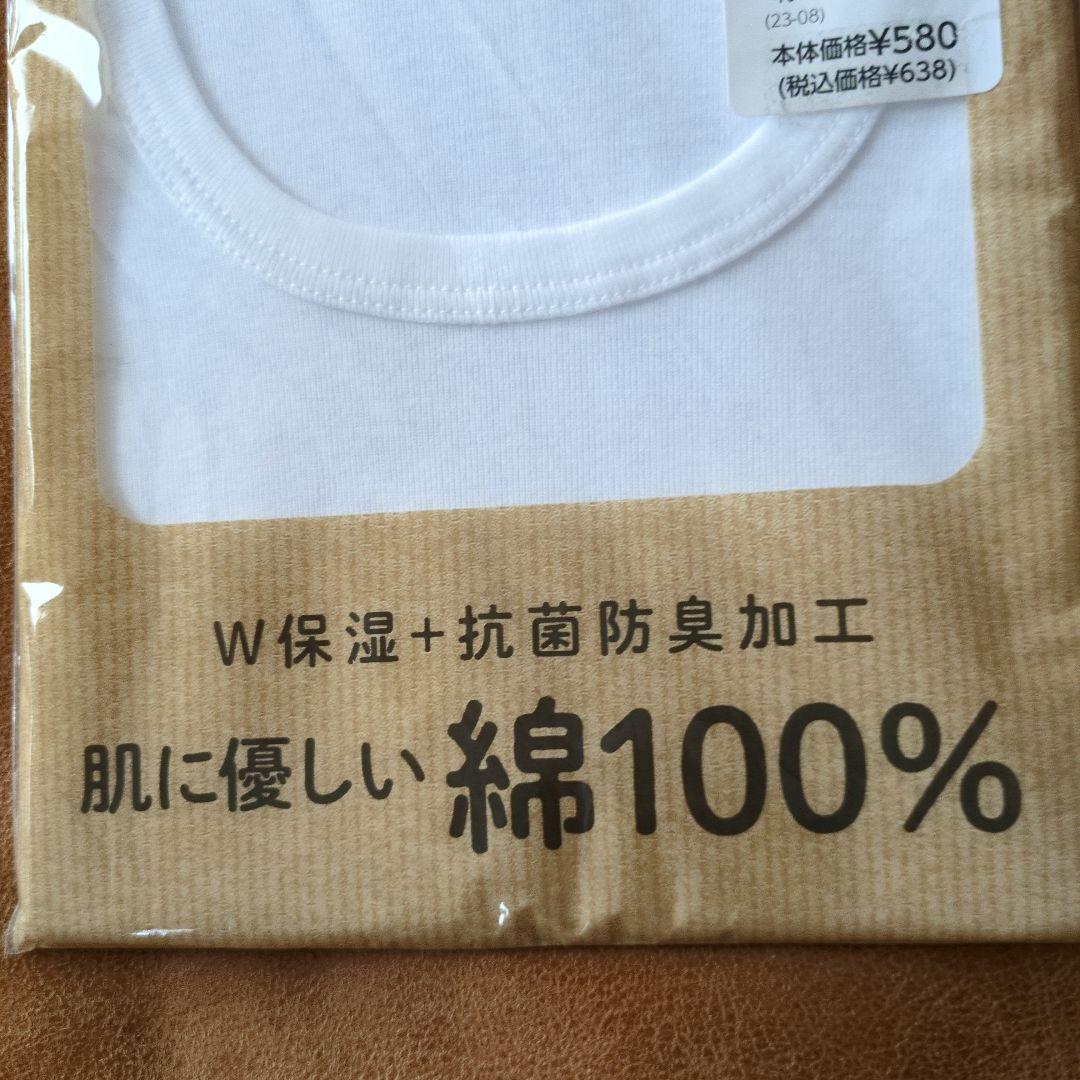 (23-08)
本体価格¥580
(税込価格¥638)
W保湿+抗菌防臭加工
肌に優しい 綿100%